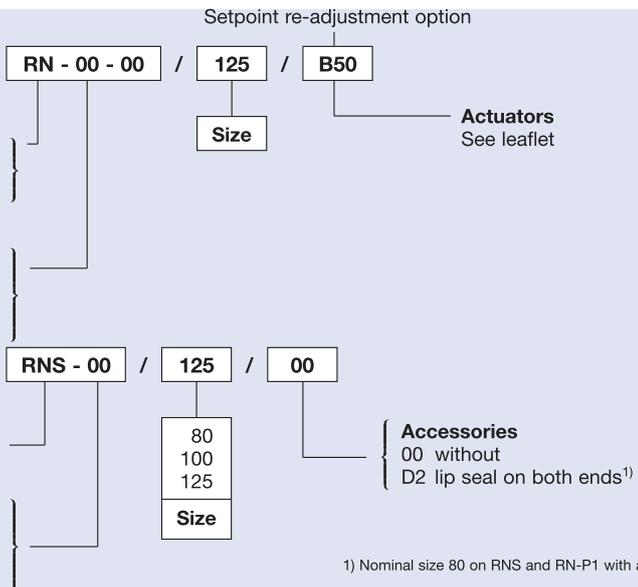 Setpoint re-adjustment option
RN - 00 - 00 / 125 / B50
Size
Actuators
See leaflet
RNS - 00 / 125 / 00
80
100
125
Size
Accessories
00 without
D2 lip seal on both ends1)
1) Nominal size 80 on RNS and RN-P1 with